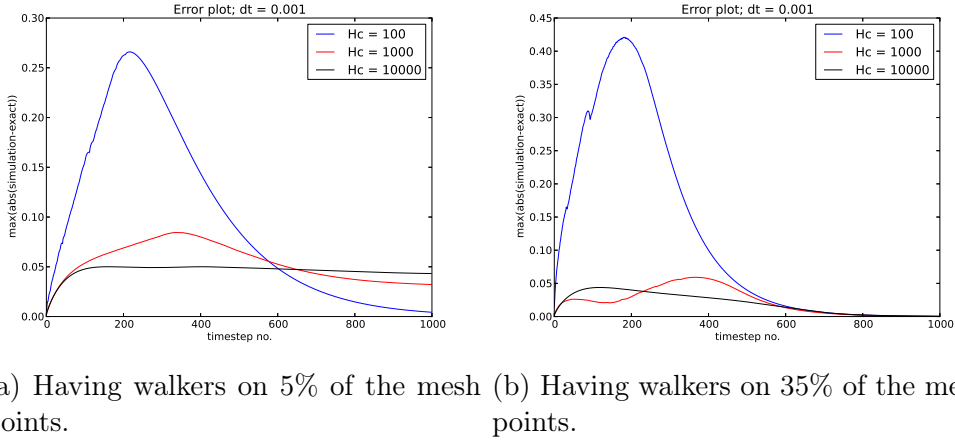 Error plot; dt = 0.001
max(abs(simulation-exact))
0.30
0.25
0.20
0.15
0.10
0.05
0.00
0 200 400 600 800 1000
timestep no.
Hc = 100
Hc = 1000
Hc = 10000
Error plot; dt = 0.001
max(abs(simulation-exact))
0.45
0.40
0.35
0.30
0.25
0.20
0.15
0.10
0.05
0.00
0 200 400 600 800 1000
timestep no.
Hc = 100
Hc = 1000
Hc = 10000
a) Having walkers on 5% of the mesh
oints.
(b) Having walkers on 35% of the me
points.